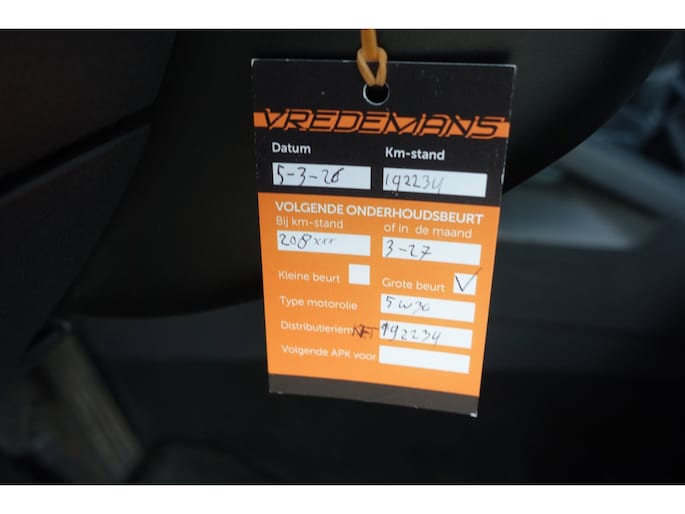 VREDEMANS
Datum Km-stand
5-3-26 192234
VOLGENDE ONDERHOUDSBEURT
Bij km-stand of in de maand
208xxx 3-27
Kleine beurt Grote beurt ✓
Type motorolie 5W30
Distributieriem 192234
Volgende APK voor